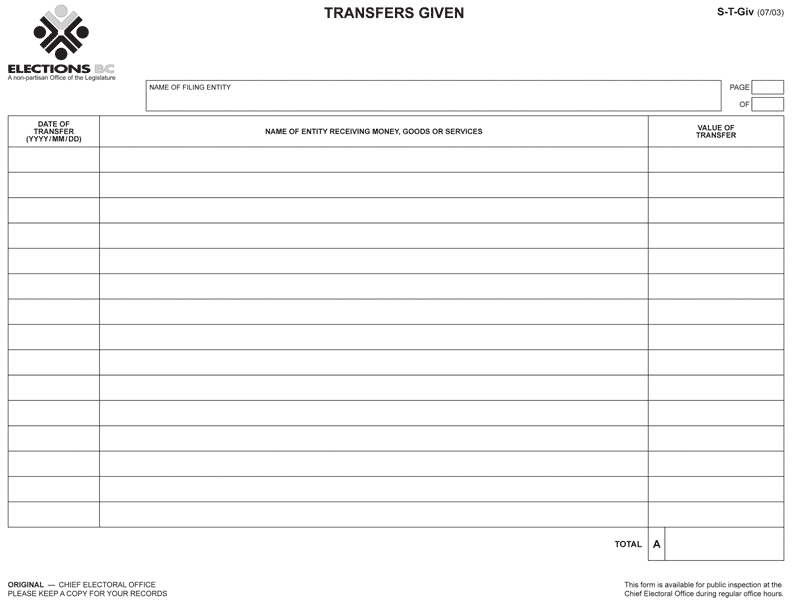 TRANSFERS GIVEN
S-T-Giv (07/03)
ELECTIONS BC
A non-partisan Office of the Legislature
NAME OF FILING ENTITY
PAGE
OF
DATE OF
TRANSFER
(YYYY/MM/DD)
NAME OF ENTITY RECEIVING MONEY, GOODS OR SERVICES
VALUE OF
TRANSFER
TOTAL A
ORIGINAL — CHIEF ELECTORAL OFFICE
PLEASE KEEP A COPY FOR YOUR RECORDS
This form is available for public inspection at the
Chief Electoral Office during regular office hours.